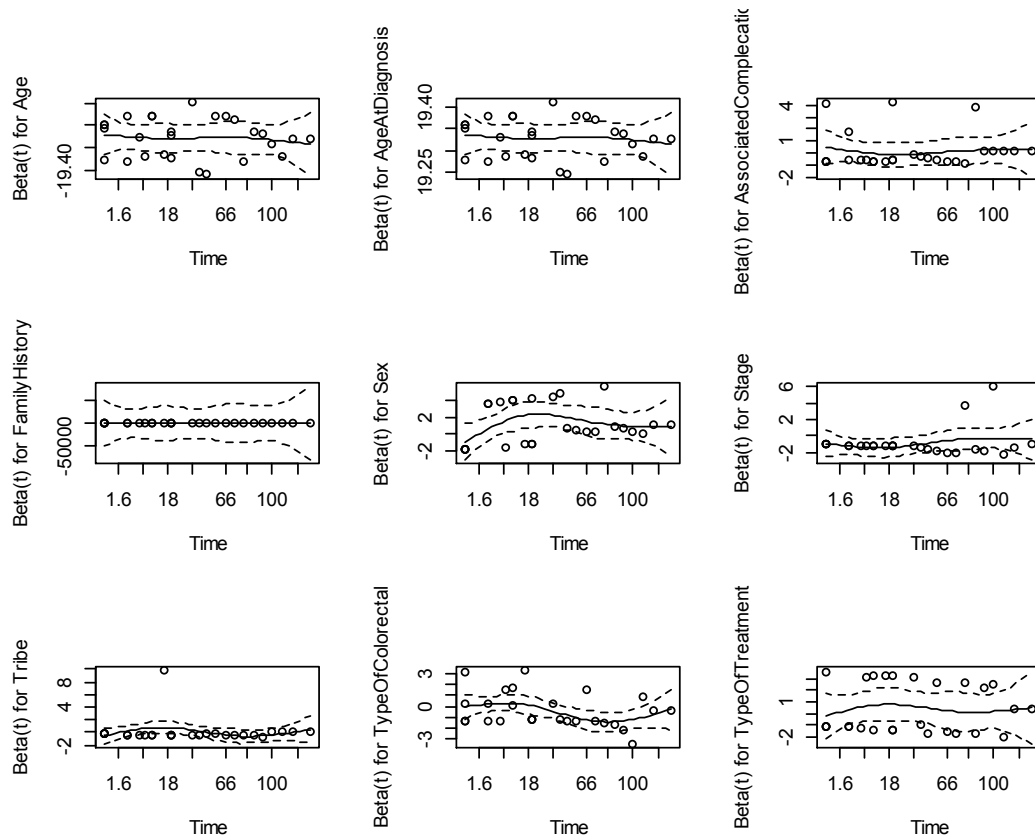 Beta(t) for Age
-19.40
1.6 18 66 100
Time
Beta(t) for AgeAtDiagnosis
19.25 19.40
1.6 18 66 100
Time
Beta(t) for AssociatedComplecatic
-2 1 4
1.6 18 66 100
Time
Beta(t) for FamilyHistory
-50000
1.6 18 66 100
Time
Beta(t) for Sex
-2 2
1.6 18 66 100
Time
Beta(t) for Stage
-2 2 6
1.6 18 66 100
Time
Beta(t) for Tribe
-2 4 8
1.6 18 66 100
Time
Beta(t) for TypeOfColorectal
-3 0 3
1.6 18 66 100
Time
Beta(t) for TypeOfTreatment
-2 1
1.6 18 66 100
Time